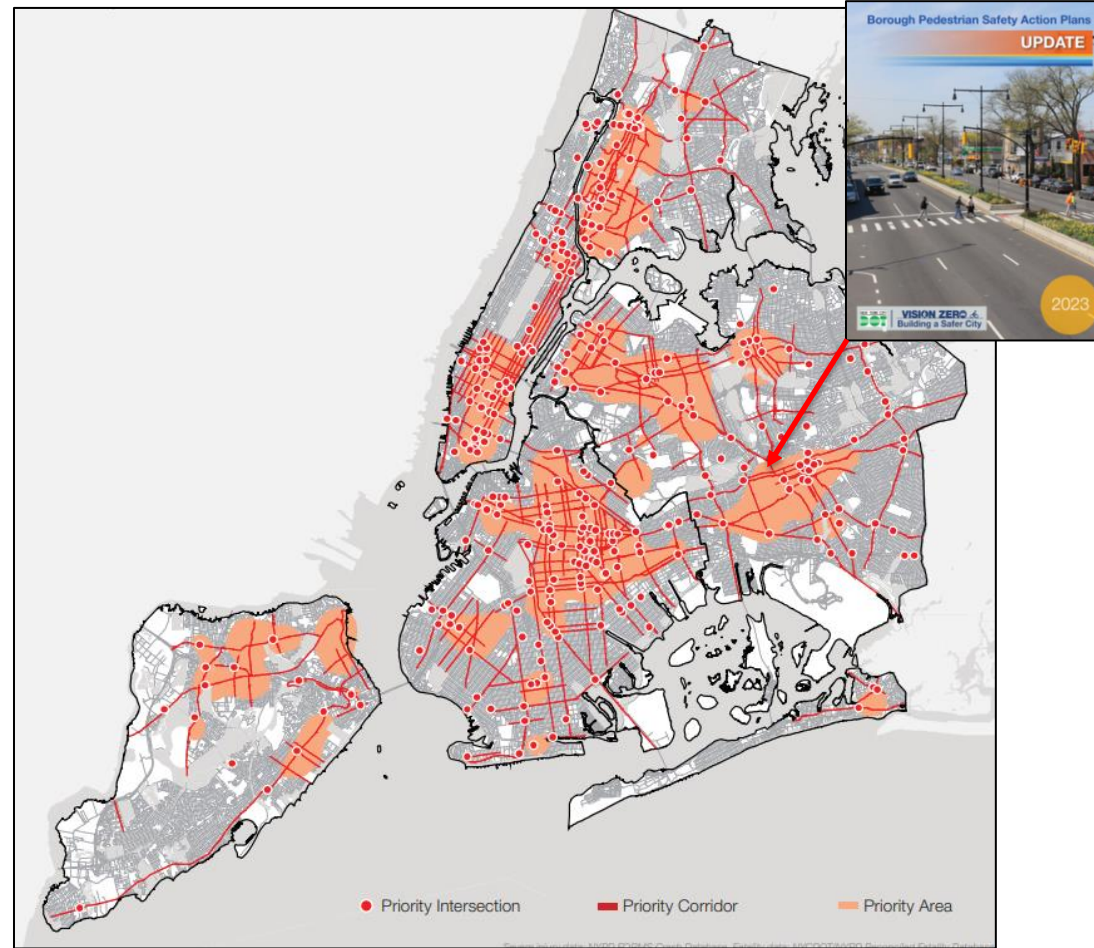 Borough Pedestrian Safety Action Plans
UPDATE
VISION ZERO
Building a Safer City
2023
Priority Intersection
Priority Corridor
Priority Area